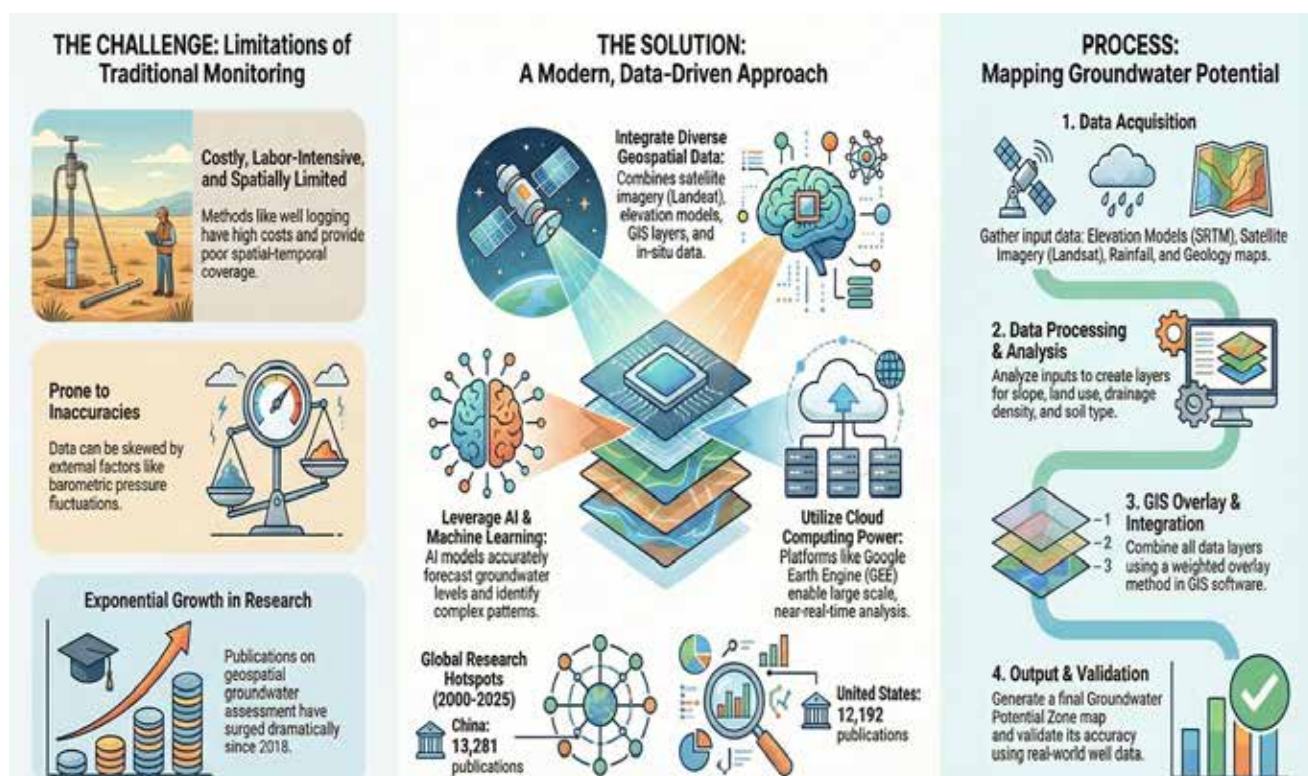 THE CHALLENGE: Limitations of
Traditional Monitoring
Costly, Labor-Intensive,
and Spatially Limited
Methods like well logging
have high costs and provide
poor spatial-temporal
coverage.
Prone to
Inaccuracies
Data can be skewed by
external factors like
barometric pressure
fluctuations.
Exponential Growth in Research
Publications on
geospatial
groundwater
assessment have
surged dramatically
since 2018.
THE SOLUTION:
A Modern, Data-Driven Approach
Integrate Diverse
Geospatial Data:
Combines satellite
imagery (Landsat),
elevation models,
GIS layers, and
in-situ data.
Leverage AI &
Machine Learning:
AI models accurately
forecast groundwater
levels and identify
complex patterns.
Utilize Cloud
Computing Power:
Platforms like Google
Earth Engine (GEE)
enable large scale,
near-real-time analysis.
Global Research
Hotspots
(2000-2025)
China:
13,281
publications
United States:
12,192
publications
PROCESS:
Mapping Groundwater Potential
1. Data Acquisition
Gather input data: Elevation Models (SRTM), Satellite
Imagery (Landsat), Rainfall, and Geology maps.
2. Data Processing
& Analysis
Analyze inputs to create layers
for slope, land use, drainage
density, and soil type.
1
2
3
3. GIS Overlay &
Integration
Combine all data layers
using a weighted overlay
method in GIS software.
4. Output & Validation
Generate a final Groundwater
Potential Zone map
and validate its accuracy
using real-world well data.